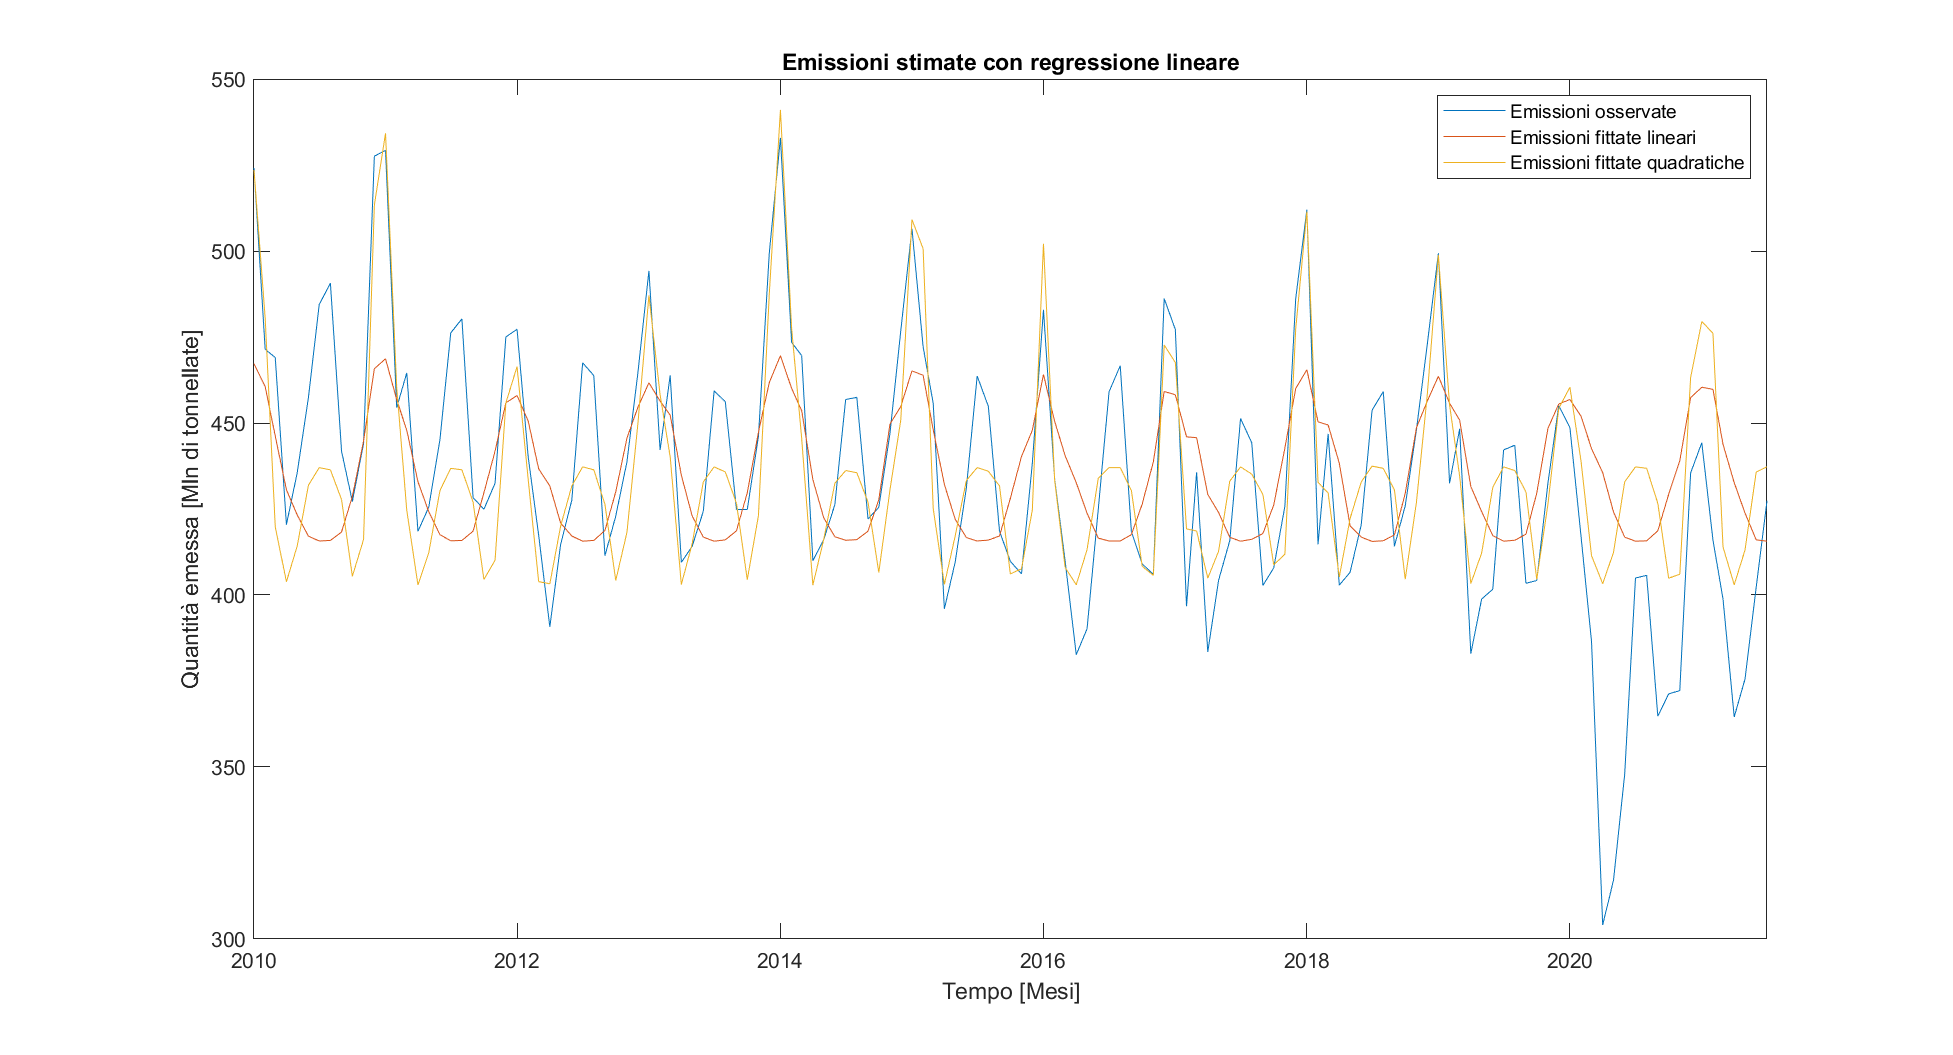 Emissioni stimate con regressione lineare
550
500
450
400
350
300
Quantità emessa [Mln di tonnellate]
Emissioni osservate
Emissioni fittate lineari
Emissioni fittate quadratiche
2010
2012
2014
2016
2018
2020
Tempo [Mesi]